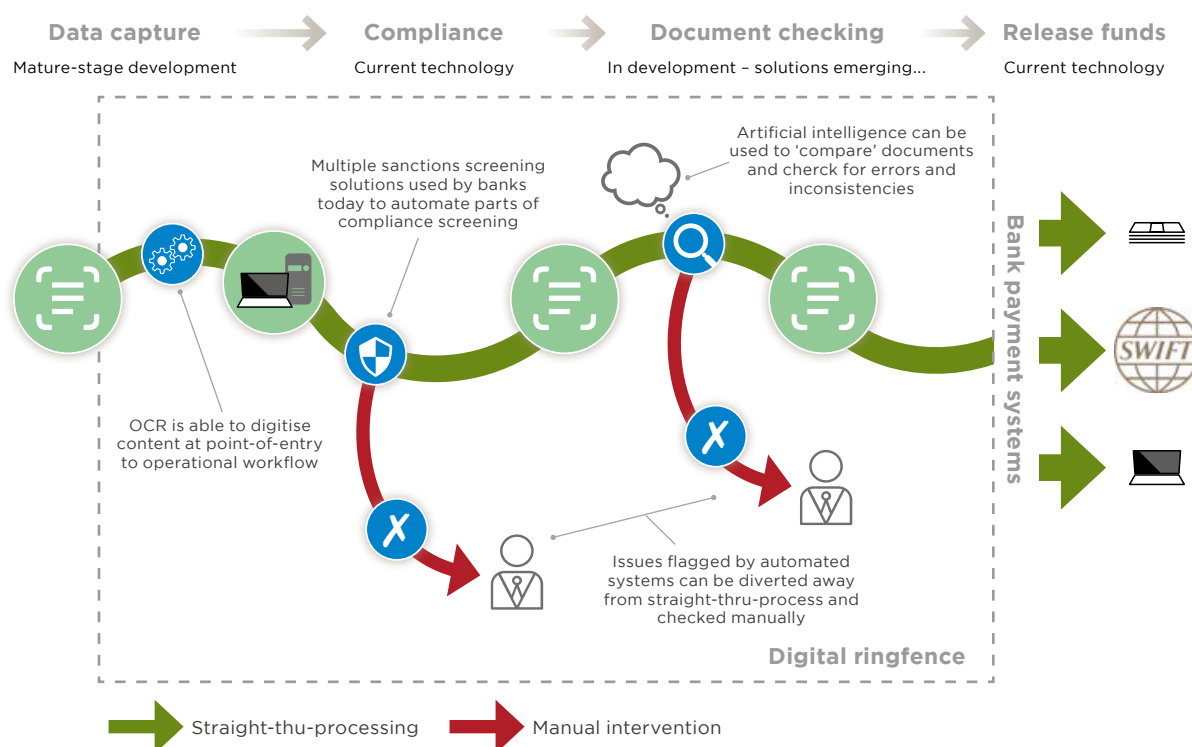 Data capture
Compliance
Document checking
Release funds
Mature-stage development
Current technology
In development – solutions emerging...
Current technology
Multiple sanctions screening
solutions used by banks
today to automate parts of
compliance screening
Artificial intelligence can be
used to ‘compare’ documents
and cherck for errors and
inconsistencies
OCR is able to digitise
content at point-of-entry
to operational workflow
Issues flagged by automated
systems can be diverted away
from straight-thru-process and
checked manually
Bank payment systems
SWIFT
Digital ringfence
Straight-thu-processing
Manual intervention